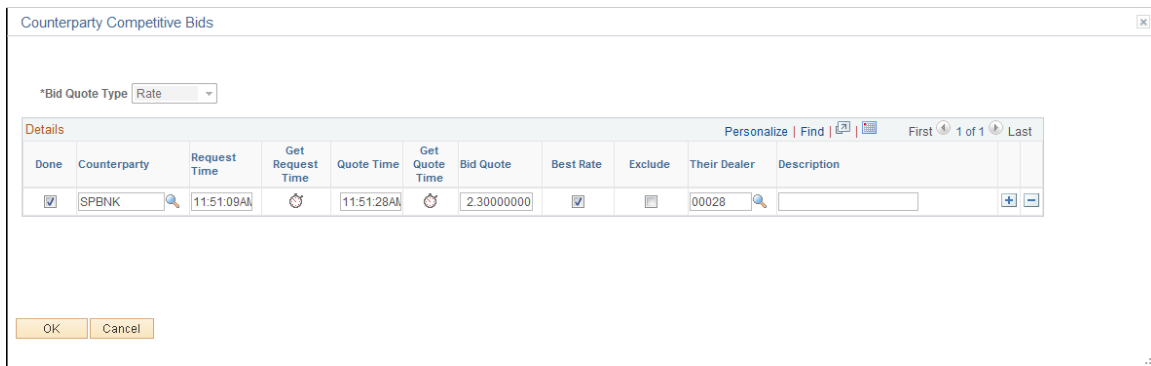 Counterparty Competitive Bids
*Bid Quote Type Rate
Details Personalize | Find | | First 1 of 1 Last
Done Counterparty Request Time Get Request Time Quote Time Get Quote Time Bid Quote Best Rate Exclude Their Dealer Description
SPBNK 11:51:09AM 11:51:28AM 2.30000000 00028 + -
OK Cancel